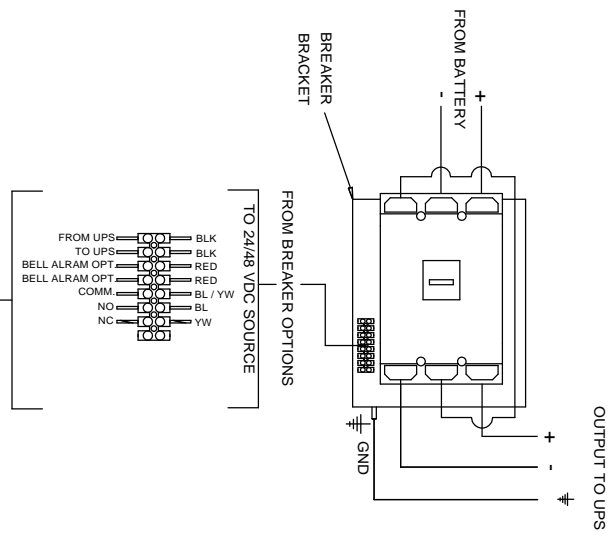 FROM BATTERY
- +
BREAKER
BRACKET
OUTPUT TO UPS
+
-
GND
FROM BREAKER OPTIONS
TO 24/48 VDC SOURCE
FROM UPS BLK
TO UPS BLK
BELL ALRAM OPT. RED
BELL ALRAM OPT. RED
COMM. BL / YW
NO BL
NC YW